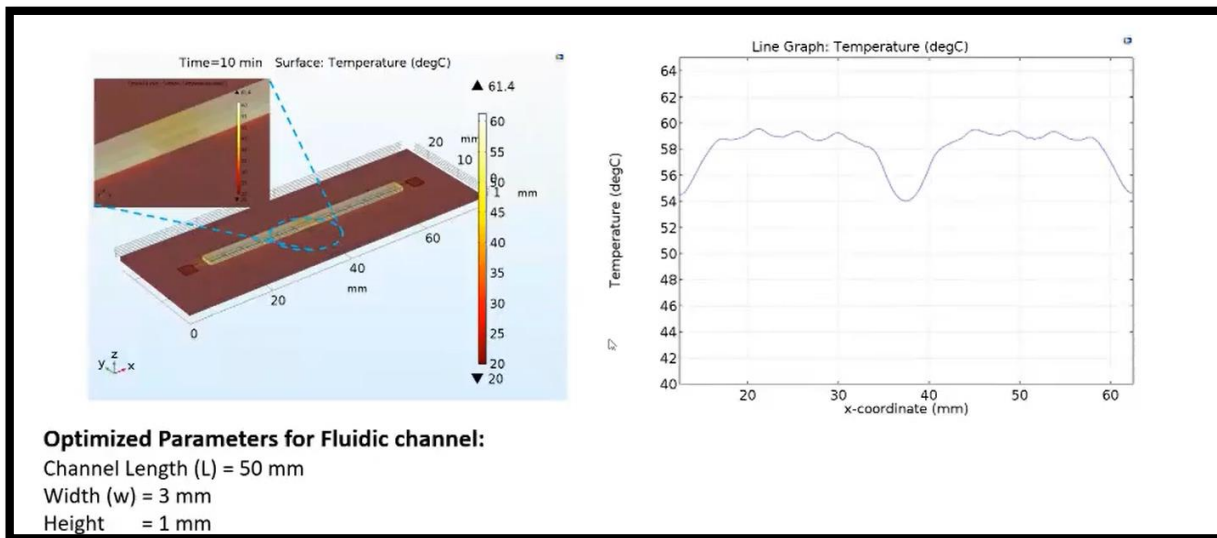 Time=10 min Surface: Temperature (degC)
▲ 61.4
60
55
50
45
40
35
30
25
20
▼ 20
20
mm
10
0
1 mm
60
40
mm
20
0
z
y x
Line Graph: Temperature (degC)
64
62
60
58
56
54
52
50
48
46
44
42
40
Temperature (degC)
20 30 40 50 60
x-coordinate (mm)
Optimized Parameters for Fluidic channel:
Channel Length (L) = 50 mm
Width (w) = 3 mm
Height = 1 mm